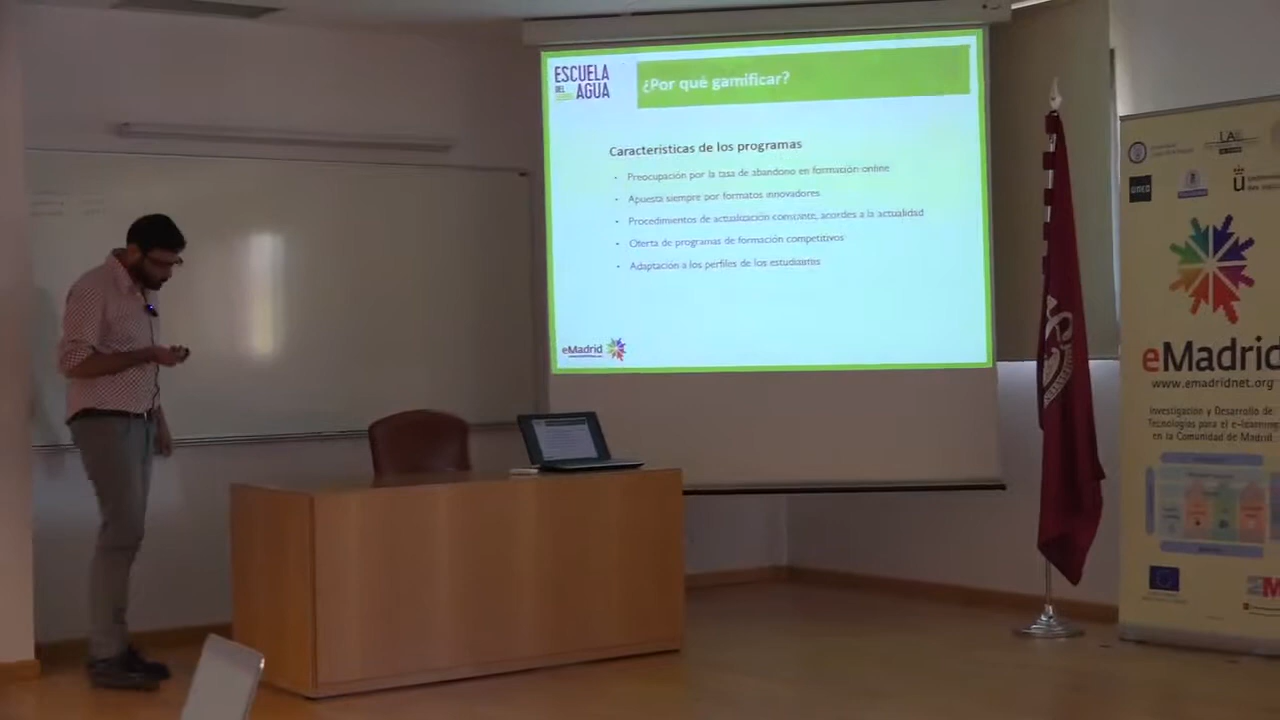 ESCUELA
DEL
AGUA
¿Por qué gamificar?
Características de los programas
Preocupación por la tasa de abandono en formación online
Apuesta siempre por formatos innovadores
Procedimientos de actualización constante, acordes a la actualidad
Oferta de programas de formación competitivos
Adaptación a los perfiles de los estudiantes
eMadrid
UNED
eMadrid
www.emadridnet.org
Investigación y Desarrollo de
Tecnologías para el e-learning
en la Comunidad de Madrid